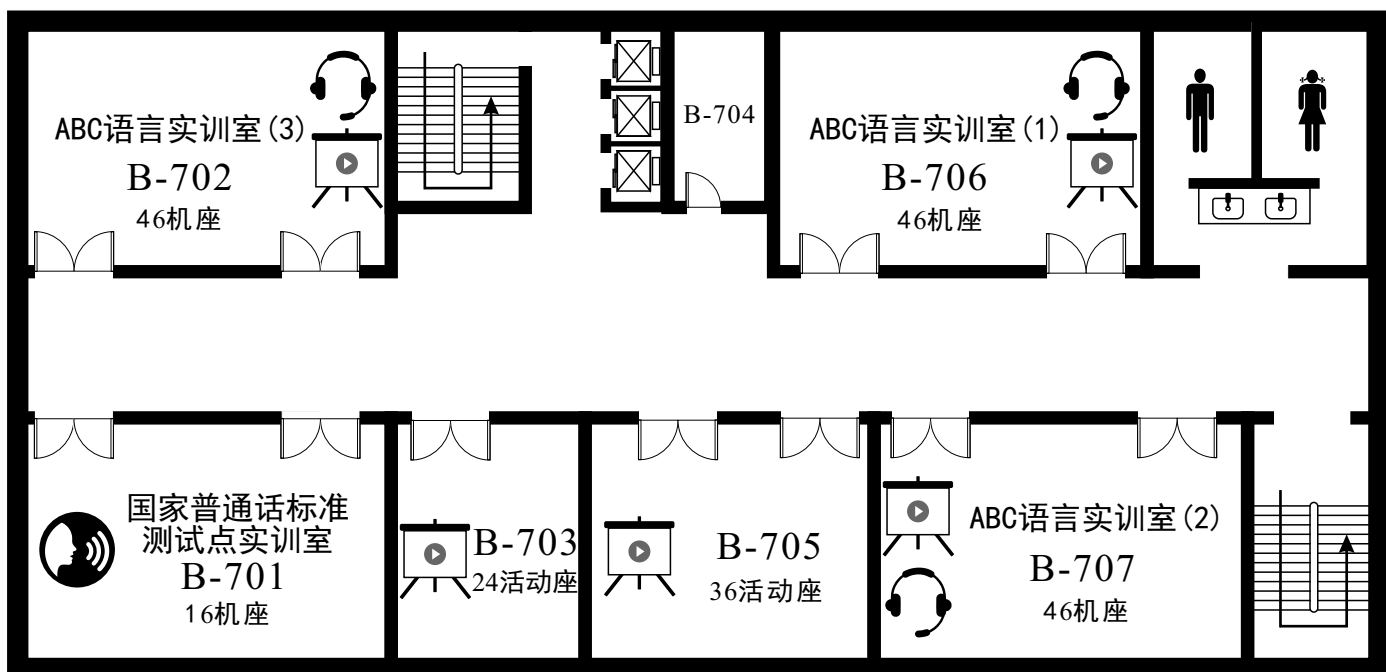 ABC语言实训室(3)
B-702
46机座
B-704
ABC语言实训室(1)
B-706
46机座
国家普通话标准
测试点实训室
B-701
16机座
B-703
24活动座
B-705
36活动座
ABC语言实训室(2)
B-707
46机座